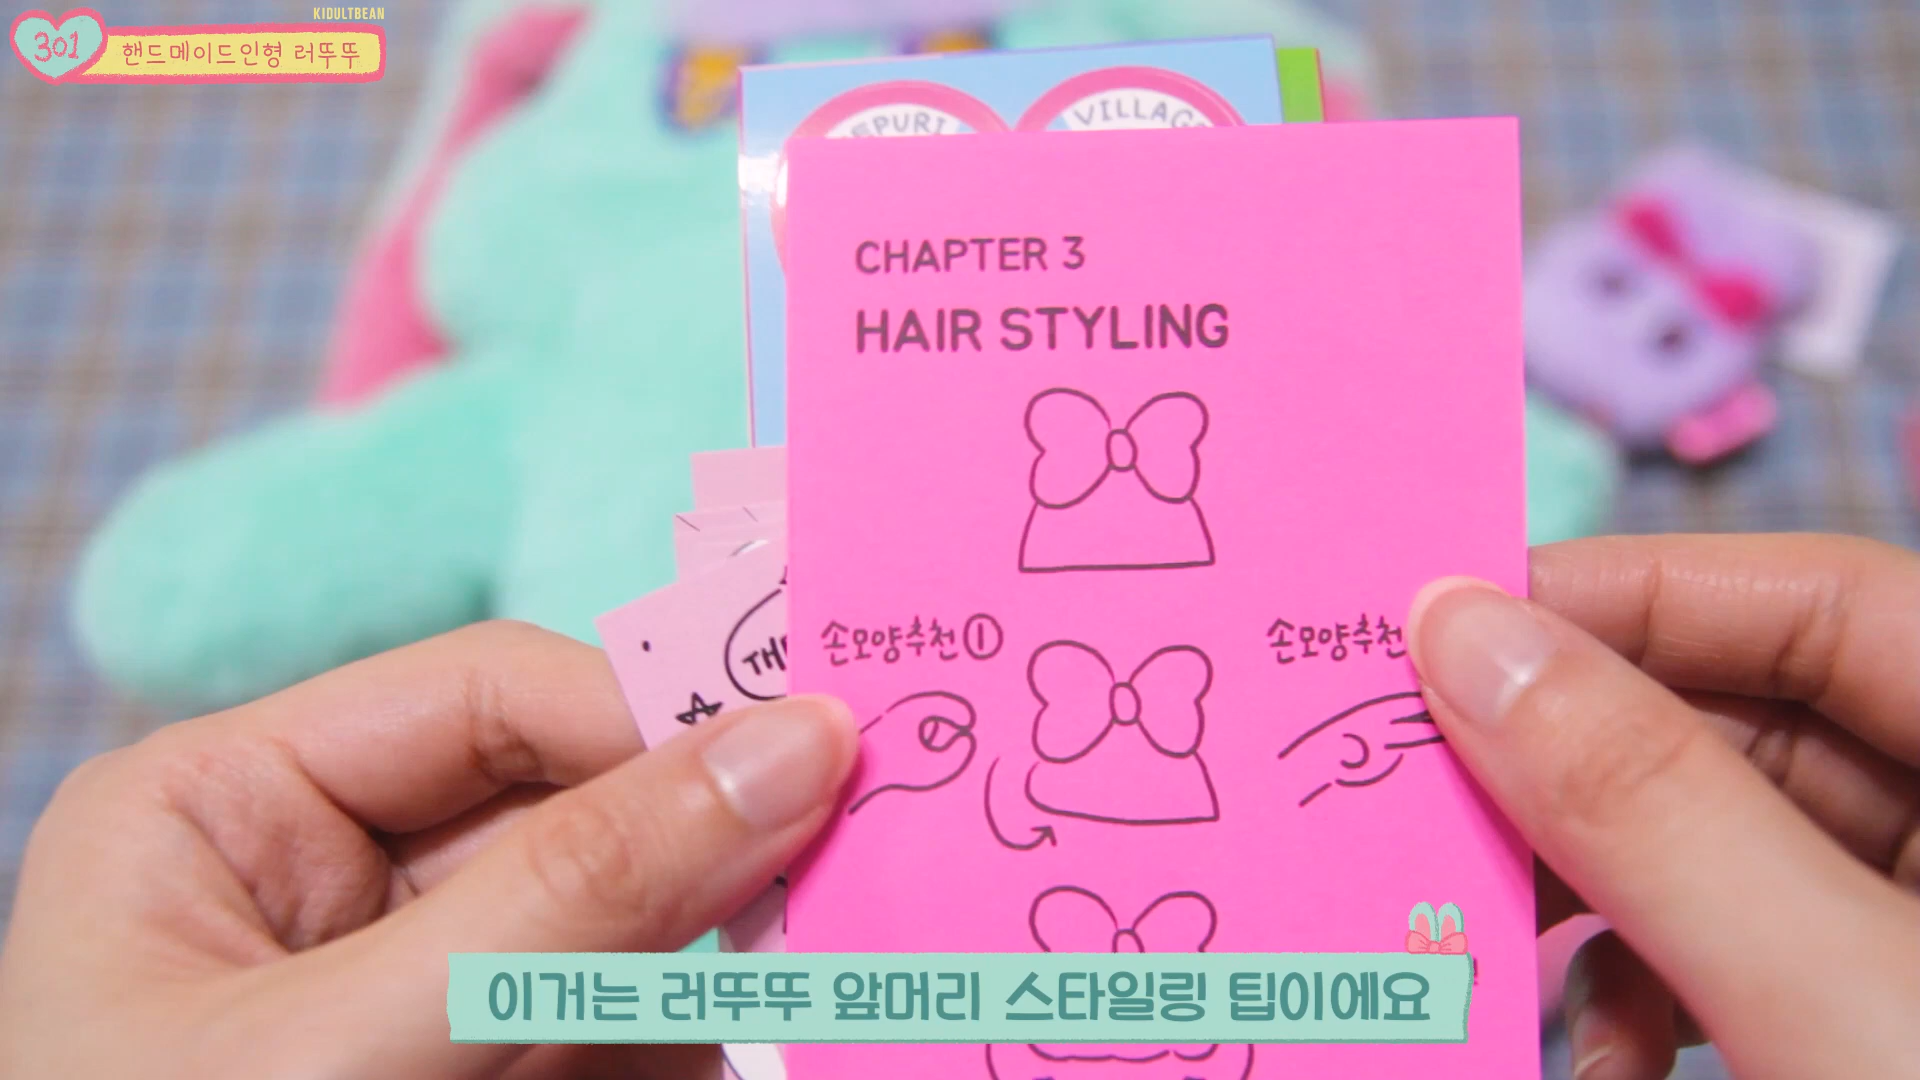 KIDULTBEAN
301
핸드메이드인형 러뚜뚜
VILLAG
CHAPTER 3
HAIR STYLING
손모양추천①
손모양추천
TH
이거는 러뚜뚜 앞머리 스타일링 팁이에요